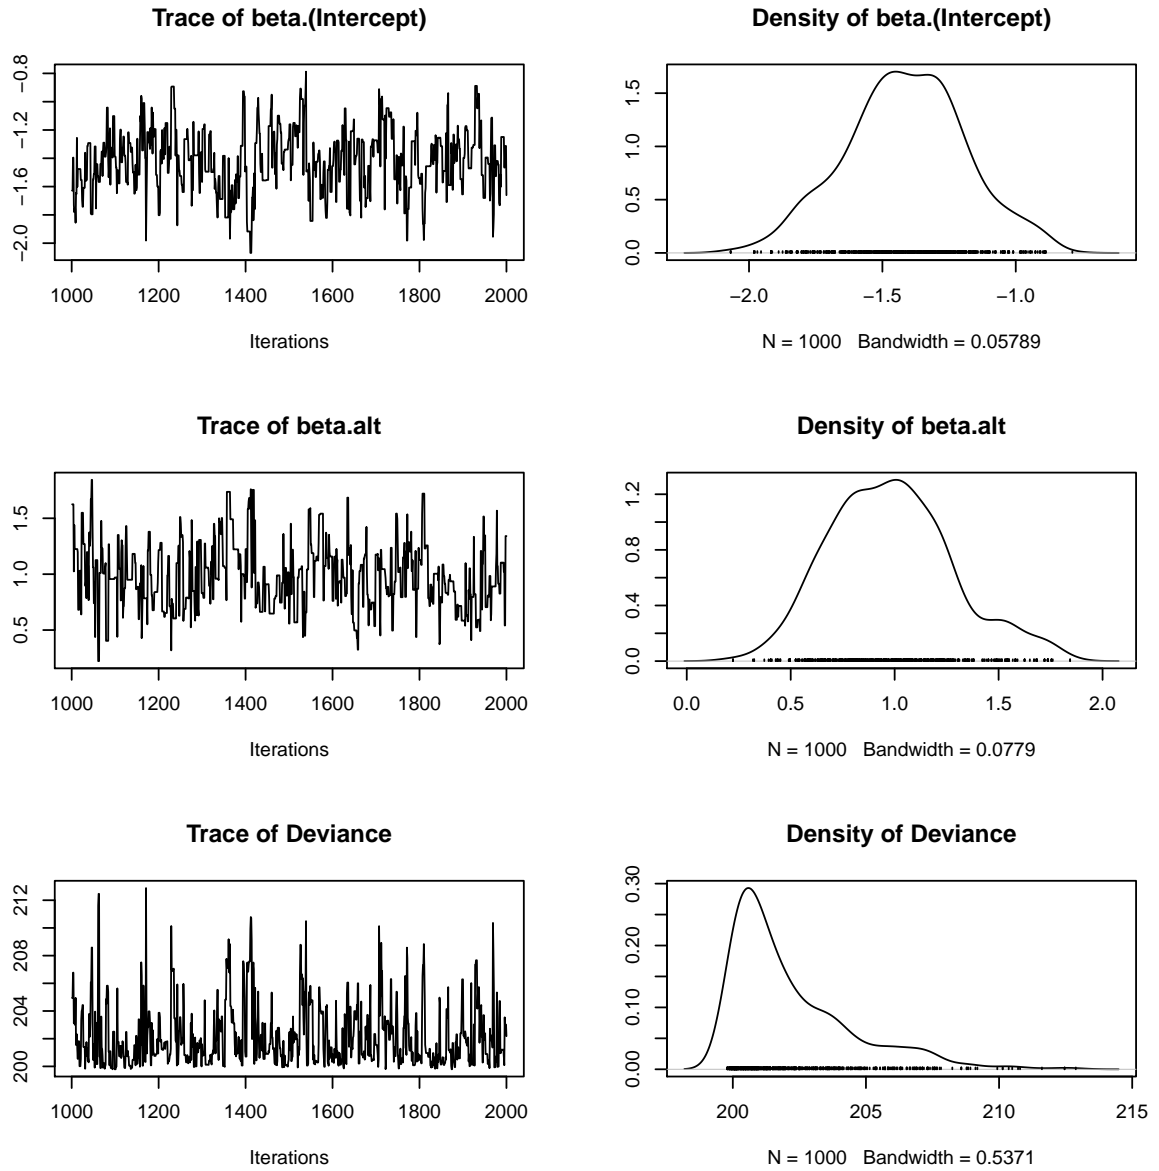 Trace of beta.(Intercept)
−2.0 −1.6 −1.2 −0.8
1000 1200 1400 1600 1800 2000
Iterations
Density of beta.(Intercept)
0.0 0.5 1.0 1.5
−2.0 −1.5 −1.0
N = 1000 Bandwidth = 0.05789
Trace of beta.alt
0.5 1.0 1.5
1000 1200 1400 1600 1800 2000
Iterations
Density of beta.alt
0.0 0.4 0.8 1.2
0.0 0.5 1.0 1.5 2.0
N = 1000 Bandwidth = 0.0779
Trace of Deviance
200 204 208 212
1000 1200 1400 1600 1800 2000
Iterations
Density of Deviance
0.00 0.10 0.20 0.30
200 205 210 215
N = 1000 Bandwidth = 0.5371